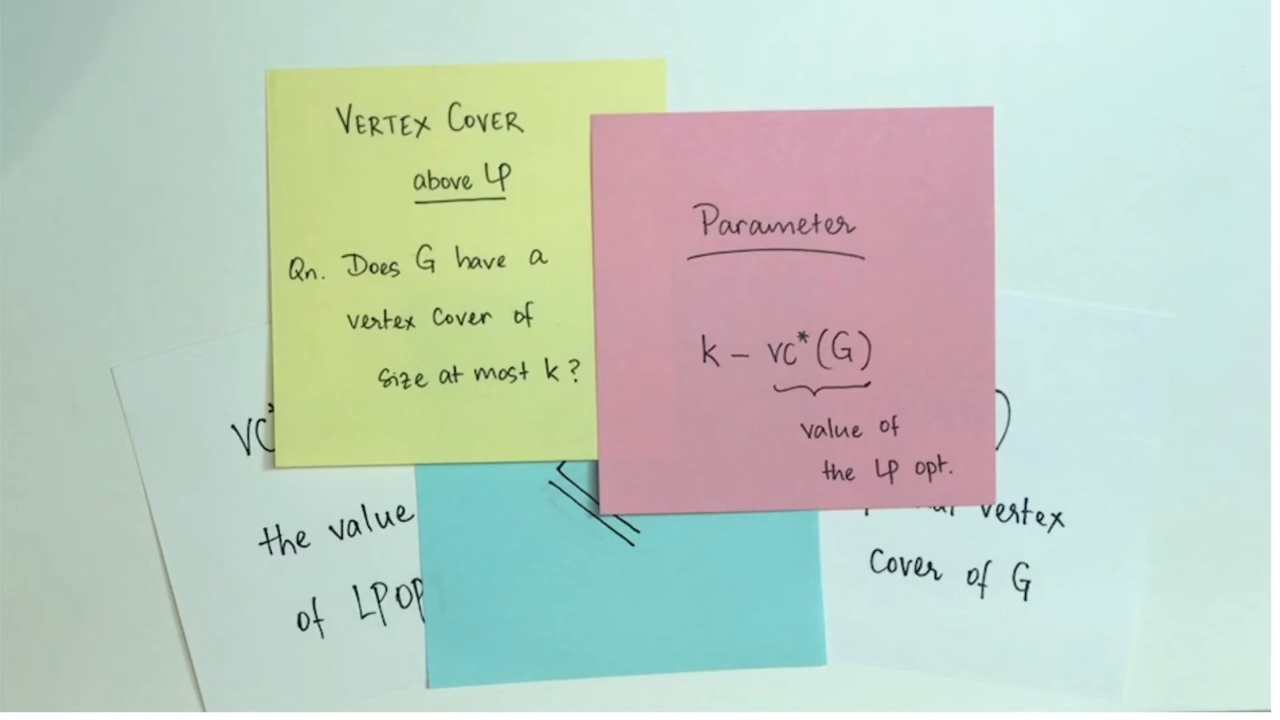 VERTEX COVER
above LP
Qn. Does G have a
vertex cover of
size at most k?
Parameter
k – vc*(G)
value of
the LP opt.
VC*
the value
of LPOP
)
vertex
Cover of G